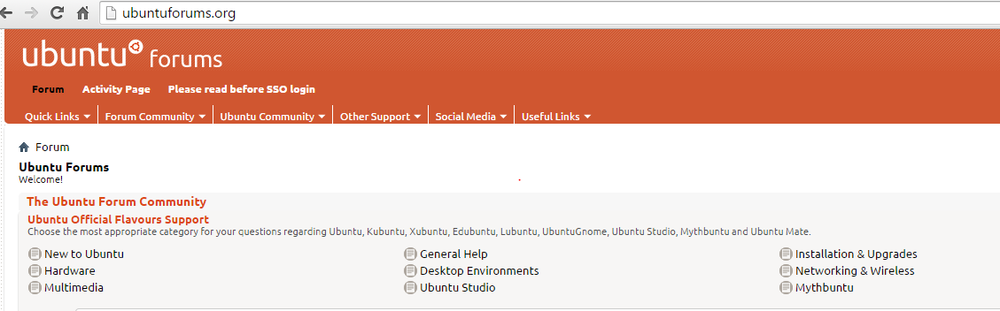 ubuntuforums.org
ubuntu forums
Forum Activity Page Please read before SSO login
Quick Links Forum Community Ubuntu Community Other Support Social Media Useful Links
Forum
Ubuntu Forums
Welcome!
The Ubuntu Forum Community
Ubuntu Official Flavours Support
Choose the most appropriate category for your questions regarding Ubuntu, Kubuntu, Xubuntu, Edubuntu, Lubuntu, UbuntuGnome, Ubuntu Studio, Mythbuntu and Ubuntu Mate.
New to Ubuntu General Help Installation & Upgrades
Hardware Desktop Environments Networking & Wireless
Multimedia Ubuntu Studio Mythbuntu